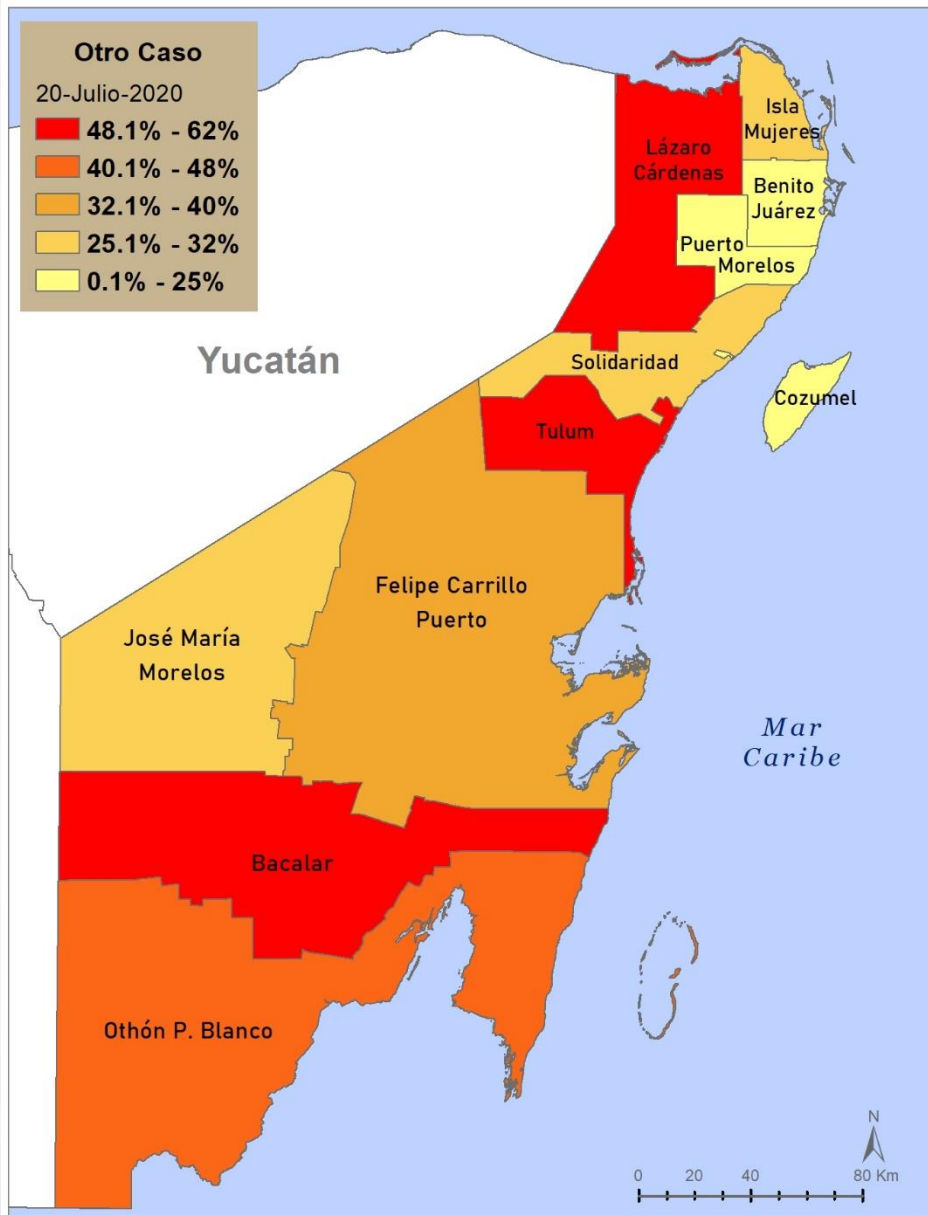 Otro Caso
20-Julio-2020
48.1% - 62%
40.1% - 48%
32.1% - 40%
25.1% - 32%
0.1% - 25%
Isla
Mujeres
Lázaro
Cárdenas
Benito
Juárez
Puerto
Morelos
Yucatán
Solidaridad
Cozumel
Tulum
Felipe Carrillo
Puerto
José María
Morelos
Mar
Caribe
Bacalar
Othón P. Blanco
N
0 20 40 80 Km